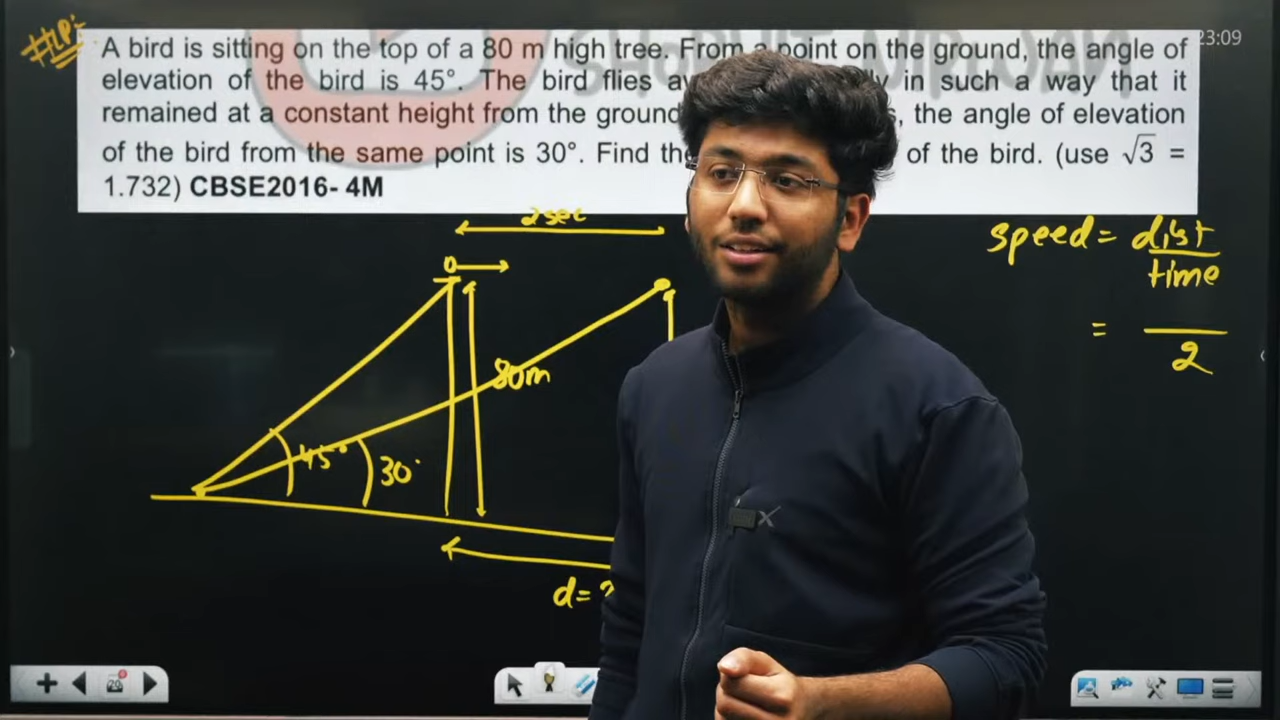 #LP:
23:09
A bird is sitting on the top of a 80 m high tree. From a point on the ground, the angle of
elevation of the bird is 45°. The bird flies in such a way that it
remained at a constant height from the ground, the angle of elevation
of the bird from the same point is 30°. Find the of the bird. (use √3 =
1.732) CBSE2016- 4M
2sec
speed = dist
time
= 
2
80m
45°
30°
d= ?
29